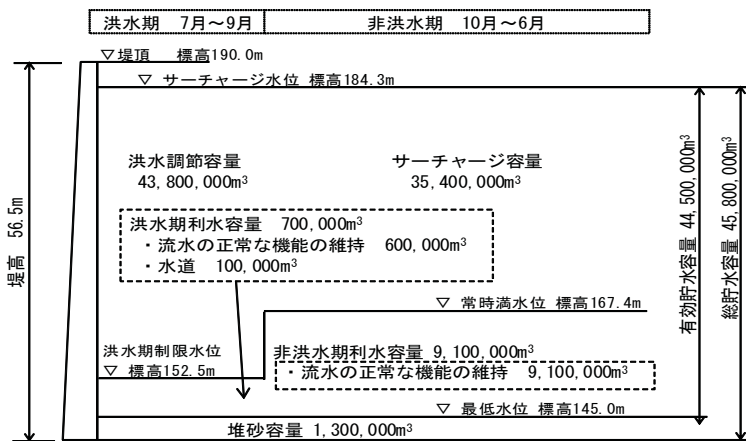 洪水期 7月～9月
非洪水期 10月～6月
▽堤頂 標高190.0m
▽ サーチャージ水位 標高184.3m
洪水調節容量
43,800,000m³
サーチャージ容量
35,400,000m³
洪水期利水容量 700,000m³
・流水の正常な機能の維持 600,000m³
・水道 100,000m³
▽ 常時満水位 標高167.4m
洪水期制限水位
▽ 標高152.5m
非洪水期利水容量 9,100,000m³
・流水の正常な機能の維持 9,100,000m³
▽ 最低水位 標高145.0m
堆砂容量 1,300,000m³
堤高 56.5m
有効貯水容量 44,500,000m³
総貯水容量 45,800,000m³